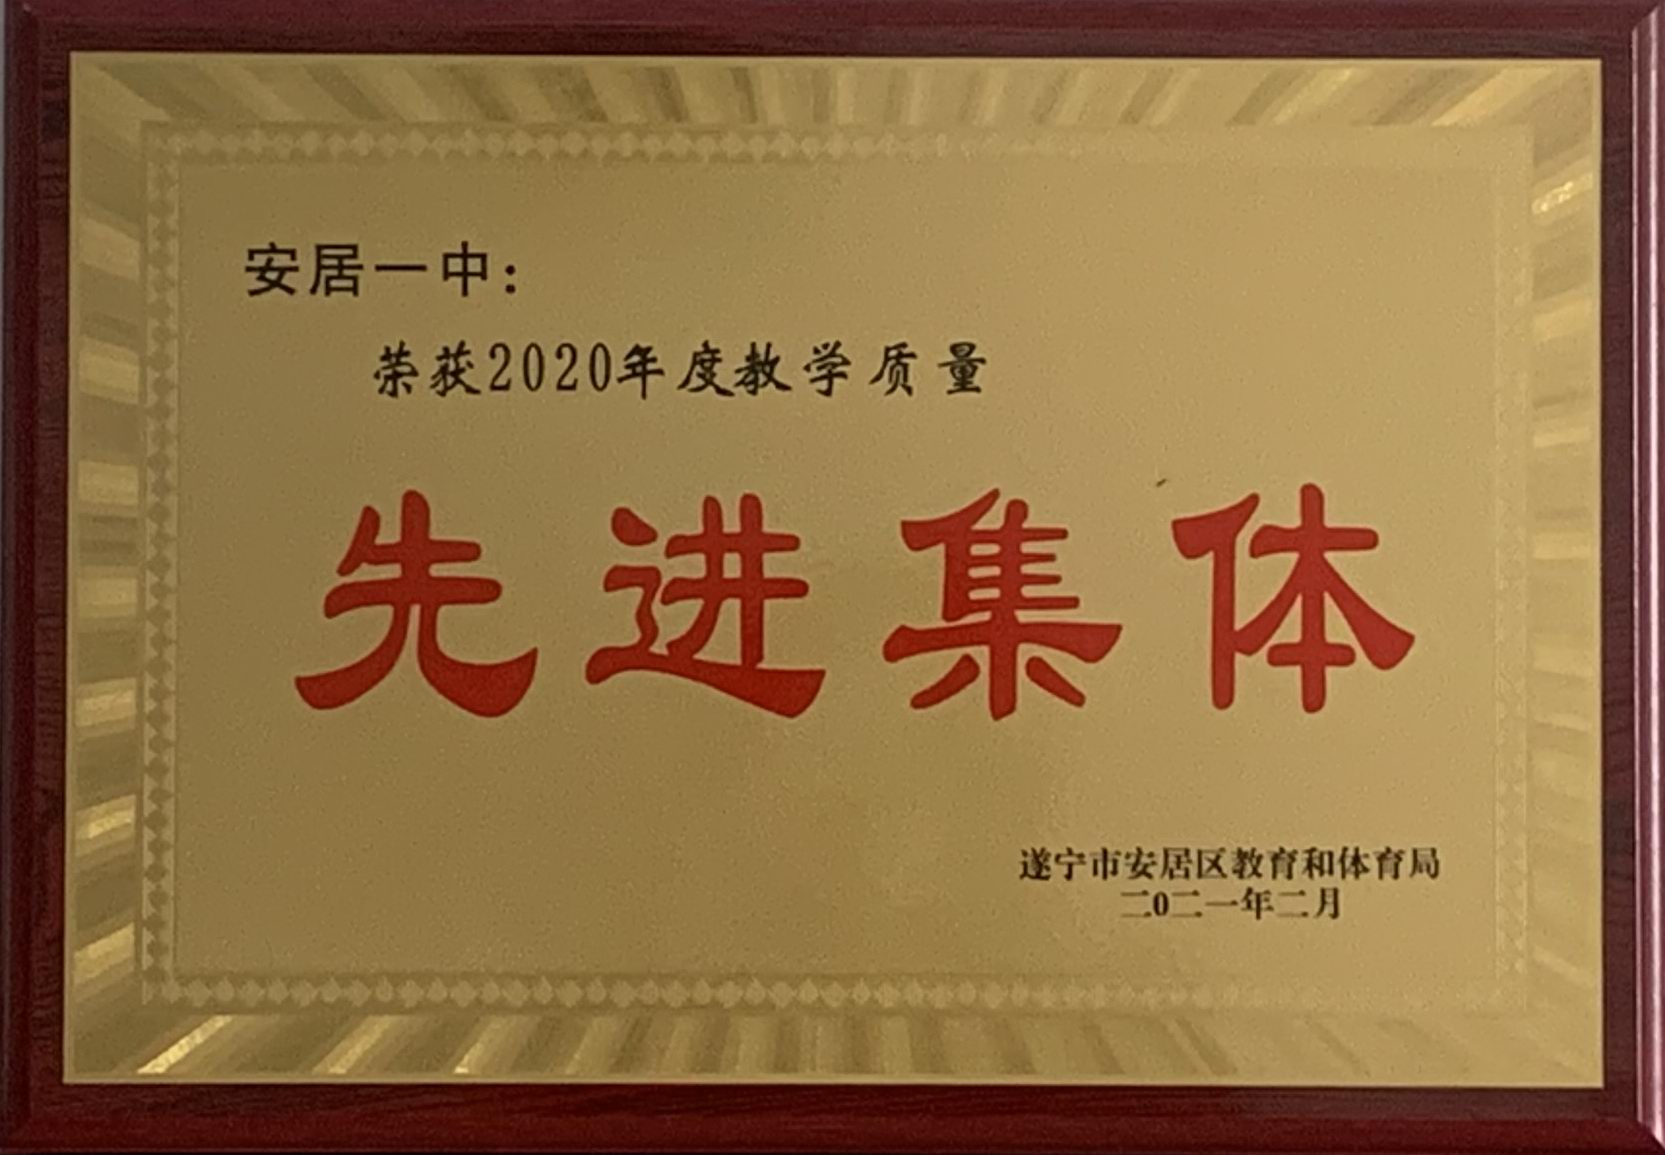 安居一中：
荣获2020年度教学质量
先进集体
遂宁市安居区教育和体育局
二0二一年二月